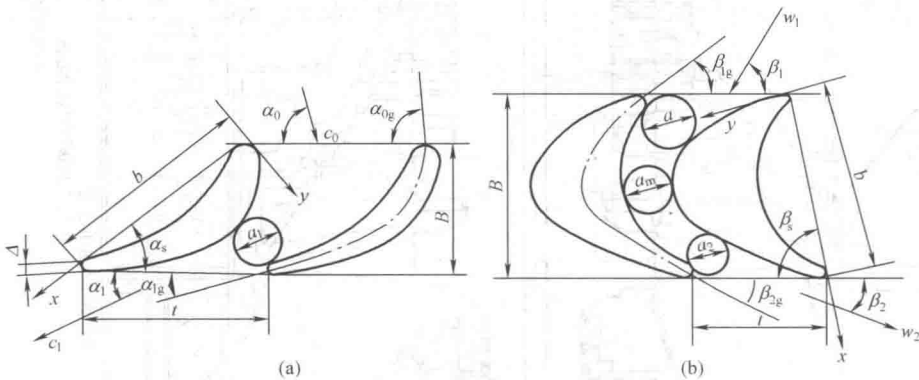 α₀
c₀
α₀g
b
y
B
a₁
αs
Δ
x
α₁
α₁g
t
c₁
(a)
w₁
β₁g
β₁
a
y
B
b
am
βs
a₂
β₂g
β₂
t
w₂
x
(b)